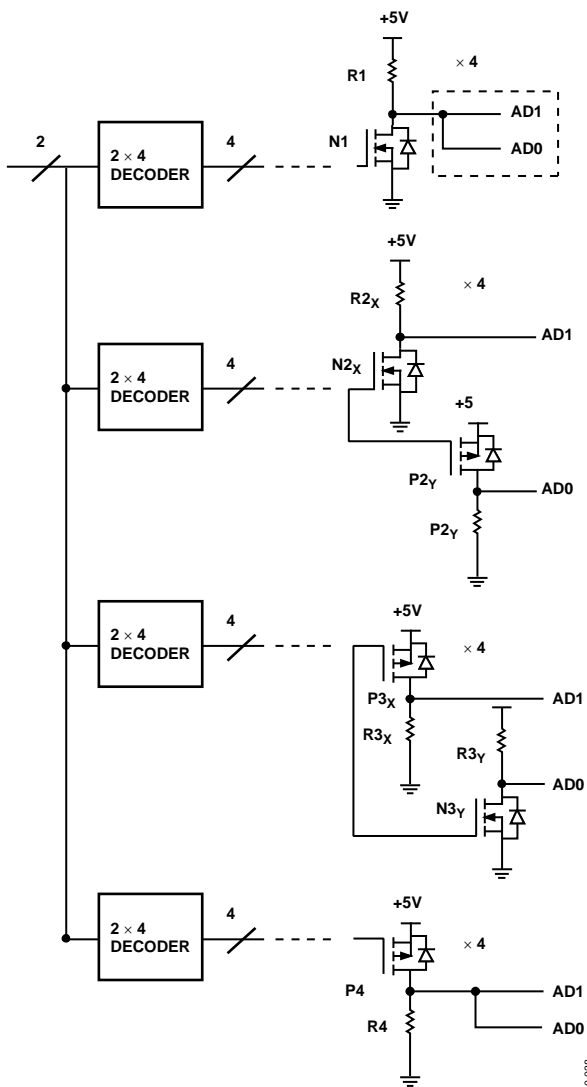 +5V
R1
× 4
2
2 × 4
DECODER
4
N1
AD1
AD0
+5V
R2X
× 4
2 × 4
DECODER
4
N2X
AD1
+5
P2Y
AD0
P2Y
2 × 4
DECODER
4
+5V
× 4
P3X
AD1
R3X
R3Y
AD0
N3Y
2 × 4
DECODER
4
+5V
× 4
P4
AD1
R4
AD0